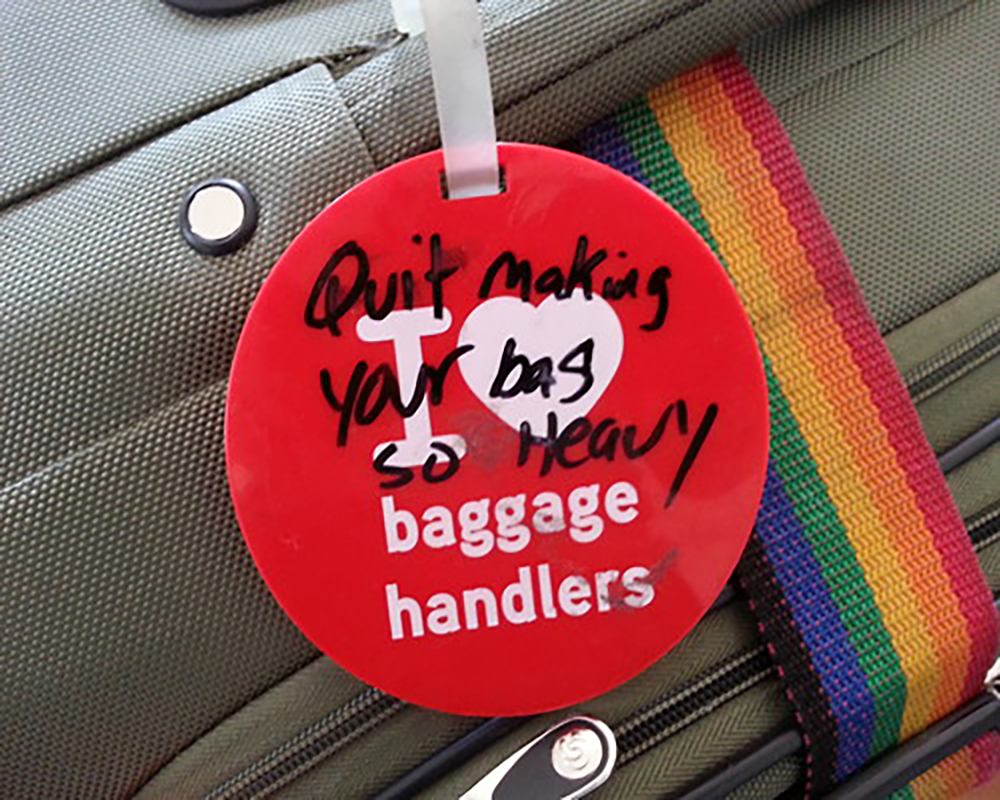 Quit making
I
your bag
so Heavy
baggage
handlers